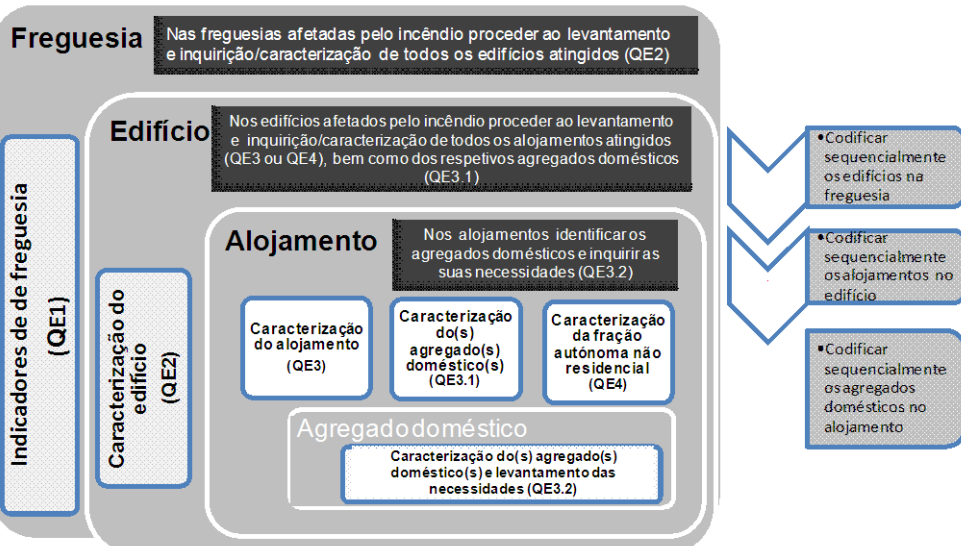 Freguesia
Nas freguesias afetadas pelo incêndio proceder ao levantamento
e inquirição/caracterização de todos os edifícios atingidos (QE2)
Indicadores de freguesia
(QE1)
Edifício
Nos edifícios afetados pelo incêndio proceder ao levantamento
e inquirição/caracterização de todos os alojamentos atingidos
(QE3 ou QE4), bem como dos respetivos agregados domésticos
(QE3.1)
Caracterização do
edifício
(QE2)
Alojamento
Nos alojamentos identificar os
agregados domésticos e inquirir as
suas necessidades (QE3.2)
Caracterização
do alojamento
(QE3)
Caracterização
do(s)
agregado(s)
doméstico(s)
(QE3.1)
Caracterização
da fração
autónoma não
residencial
(QE4)
Agregado doméstico
Caracterização do(s) agregado(s)
doméstico(s) e levantamento das
necessidades (QE3.2)
•Codificar
sequencialmente
os edifícios na
freguesia
•Codificar
sequencialmente
os alojamentos no
edifício
•Codificar
sequencialmente
os agregados
domésticos no
alojamento